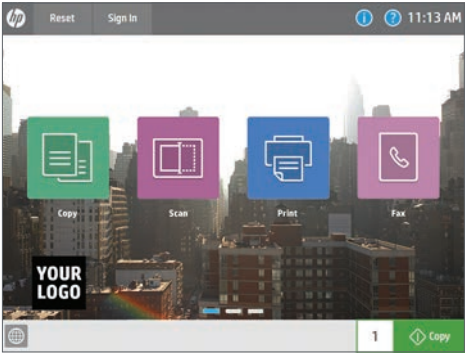 hp
Reset
Sign In
i
?
11:13 AM
Copy
Scan
Print
Fax
YOUR
LOGO
1
Copy